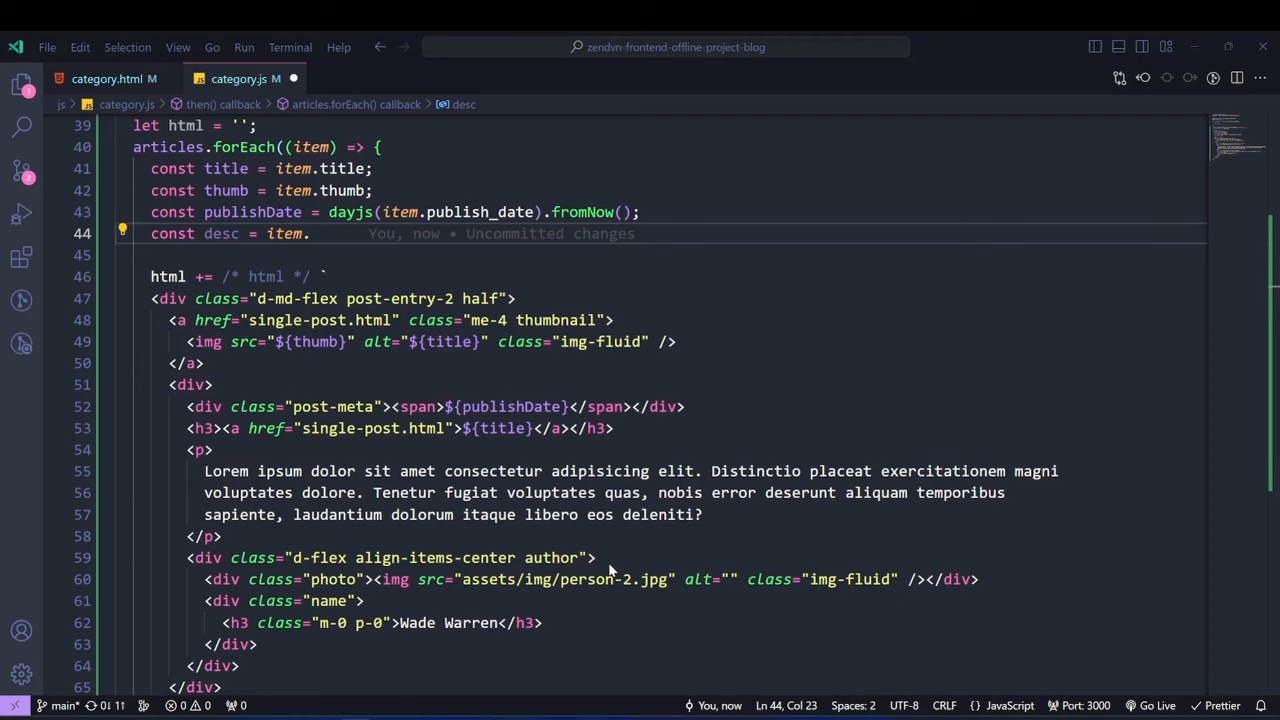 File Edit Selection View Go Run Terminal Help zendvn-frontend-offline-project-blog
category.html M JS category.js M
js > JS category.js > then() callback > articles.forEach() callback > desc
39 let html = '';
40 articles.forEach((item) => {
41 const title = item.title;
42 const thumb = item.thumb;
43 const publishDate = dayjs(item.publish_date).fromNow();
44 const desc = item. You, now • Uncommitted changes
45
46 html += /* html */ `
47 <div class="d-md-flex post-entry-2 half">
48 <a href="single-post.html" class="me-4 thumbnail">
49 <img src="${thumb}" alt="${title}" class="img-fluid" />
50 </a>
51 <div>
52 <div class="post-meta"><span>${publishDate}</span></div>
53 <h3><a href="single-post.html">${title}</a></h3>
54 <p>
55 Lorem ipsum dolor sit amet consectetur adipisicing elit. Distinctio placeat exercitationem magni
56 voluptates dolore. Tenetur fugiat voluptates quas, nobis error deserunt aliquam temporibus
57 sapiente, laudantium dolorum itaque libero eos deleniti?
58 </p>
59 <div class="d-flex align-items-center author">
60 <div class="photo"><img src="assets/img/person-2.jpg" alt="" class="img-fluid" /></div>
61 <div class="name">
62 <h3 class="m-0 p-0">Wade Warren</h3>
63 </div>
64 </div>
65 </div>
1
2
main* 0↓ 1↑ 0 0 0 You, now Ln 44, Col 23 Spaces: 2 UTF-8 CRLF {} JavaScript Port: 3000 Go Live Prettier